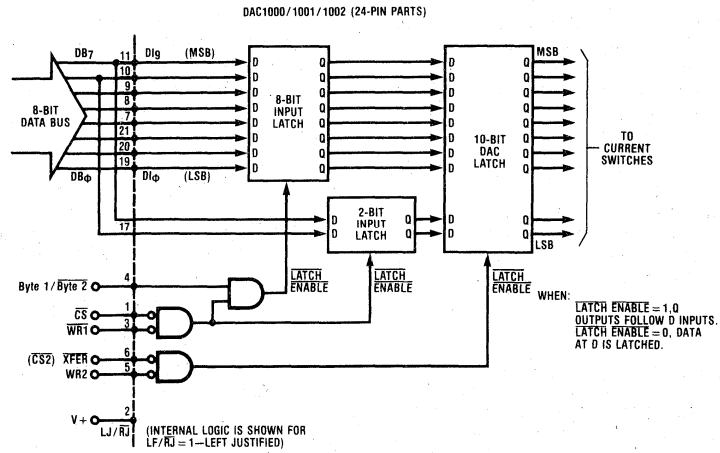 DAC1000/1001/1002 (24-PIN PARTS)
8-BIT
DATA BUS
DB7
11
DI9
(MSB)
10
9
8
7
21
20
19
DBΦ
DIΦ
(LSB)
17
D
D
D
D
D
D
D
D
8-BIT
INPUT
LATCH
Q
Q
Q
Q
Q
Q
Q
Q
D
D
2-BIT
INPUT
LATCH
Q
Q
D
D
D
D
D
D
D
D
D
D
10-BIT
DAC
LATCH
Q
Q
Q
Q
Q
Q
Q
Q
Q
Q
MSB
LSB
TO
CURRENT
SWITCHES
LATCH
ENABLE
LATCH
ENABLE
LATCH
ENABLE
Byte 1/Byte 2
4
CS
1
WR1
3
(CS2) XFER
6
WR2
5
V+
2
LJ/RJ
(INTERNAL LOGIC IS SHOWN FOR
LF/RJ = 1—LEFT JUSTIFIED)
WHEN:
LATCH ENABLE = 1, Q
OUTPUTS FOLLOW D INPUTS.
LATCH ENABLE = 0, DATA
AT D IS LATCHED.